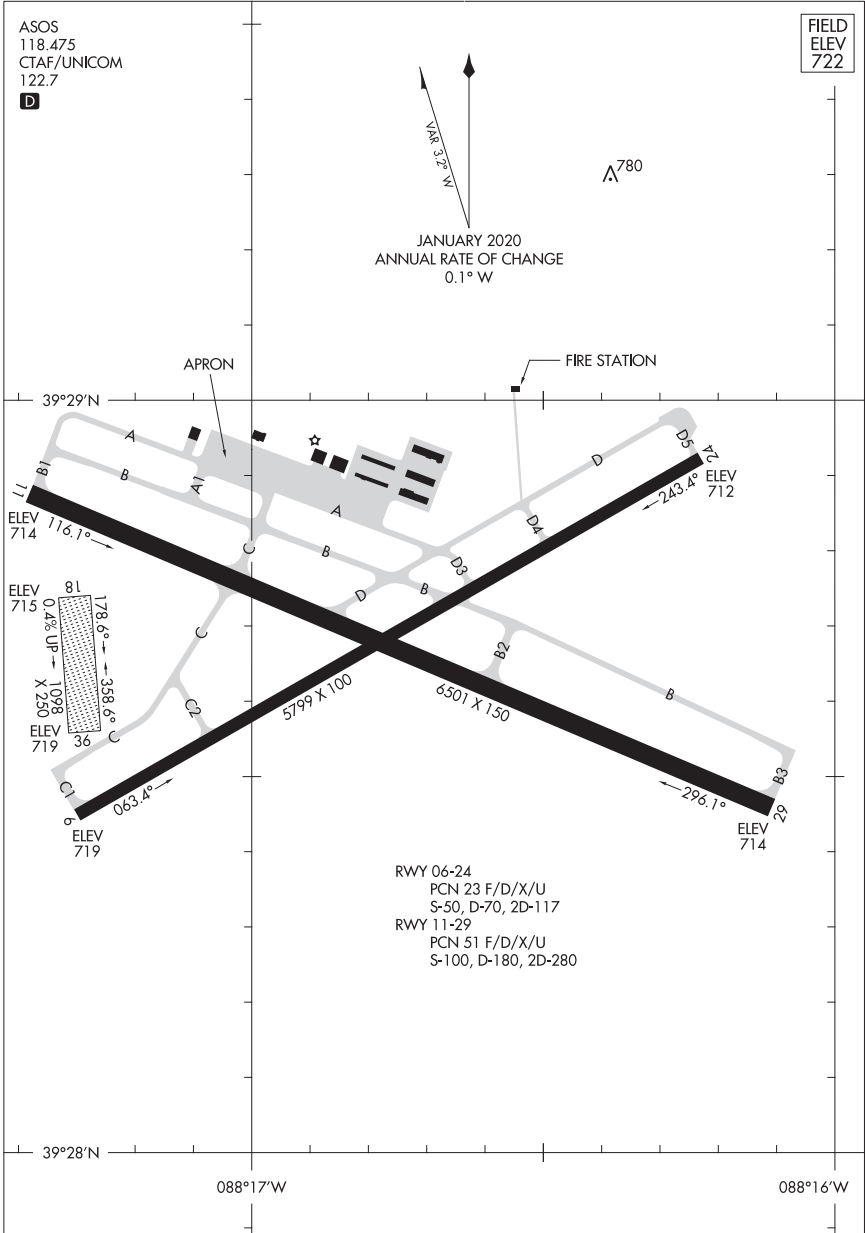 ASOS
118.475
CTAF/UNICOM
122.7
D
FIELD
ELEV
722
VAR 3.2° W
780
JANUARY 2020
ANNUAL RATE OF CHANGE
0.1° W
APRON
FIRE STATION
39°29'N
A
B
B1
A1
11
ELEV
714
116.1°
A
B
C
D
D
D5
24
ELEV
712
243.4°
D4
D3
B
B2
B
B3
ELEV
715
18
178.6°
358.6°
0.4% UP
1098
X 250
36
ELEV
719
C
C
C2
C1
6
ELEV
719
063.4°
5799 X 100
6501 X 150
296.1°
29
ELEV
714
RWY 06-24
PCN 23 F/D/X/U
S-50, D-70, 2D-117
RWY 11-29
PCN 51 F/D/X/U
S-100, D-180, 2D-280
39°28'N
088°17'W
088°16'W